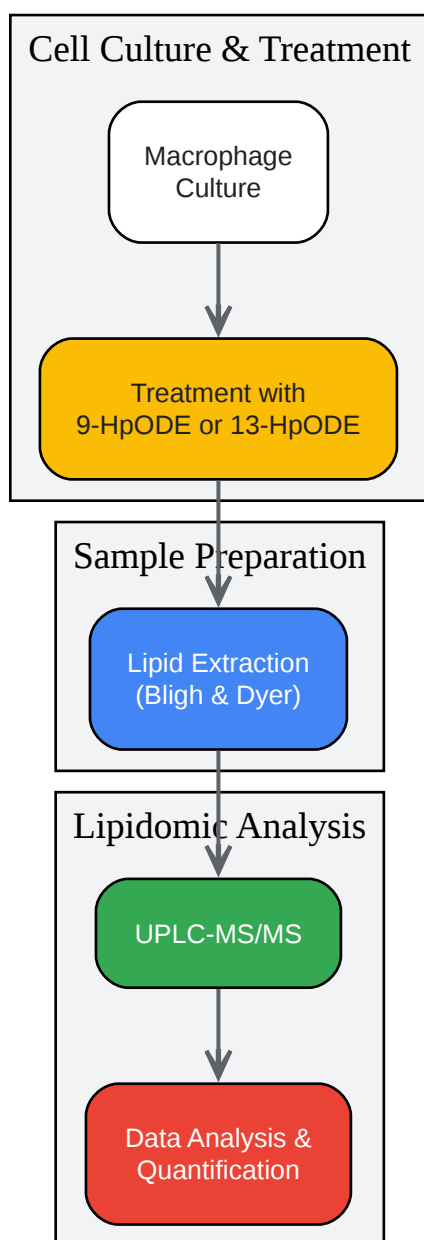 Cell Culture & Treatment
Macrophage
Culture
Treatment with
9-HpODE or 13-HpODE
Sample Preparation
Lipid Extraction
(Bligh & Dyer)
Lipidomic Analysis
UPLC-MS/MS
Data Analysis &
Quantification